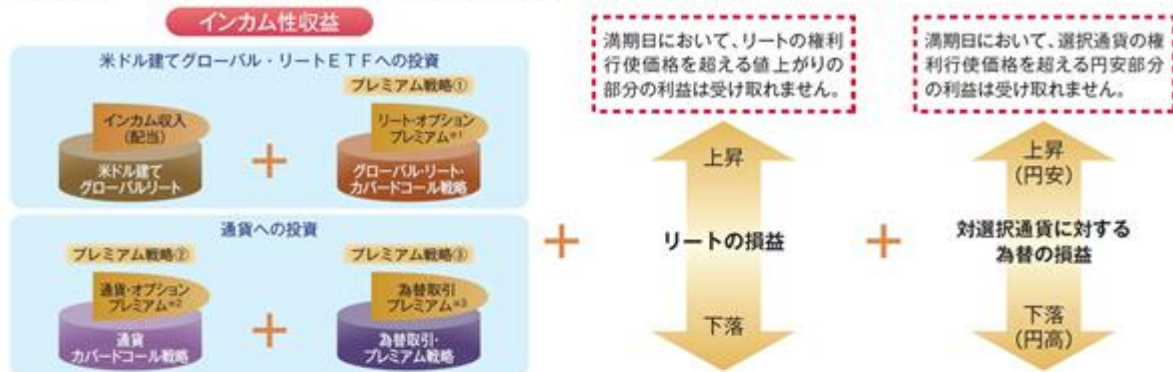 インカム性収益
米ドル建てグローバル・リートETFへの投資
プレミアム戦略①
インカム収入
(配当)
リート・オプション
プレミアム※1
米ドル建て
グローバルリート
+
グローバル・リート・
カバードコール戦略
通貨への投資
プレミアム戦略②
プレミアム戦略③
通貨・オプション
プレミアム※2
為替取引
プレミアム※3
通貨
カバードコール戦略
+
為替取引・
プレミアム戦略
+
満期日において、リートの権利
行使価格を超える値上がりの
部分の利益は受け取れません。
上昇
リートの損益
下落
+
満期日において、選択通貨の権
利行使価格を超える円安部分
の利益は受け取れません。
上昇
(円安)
対選択通貨に対する
為替の損益
下落
(円高)